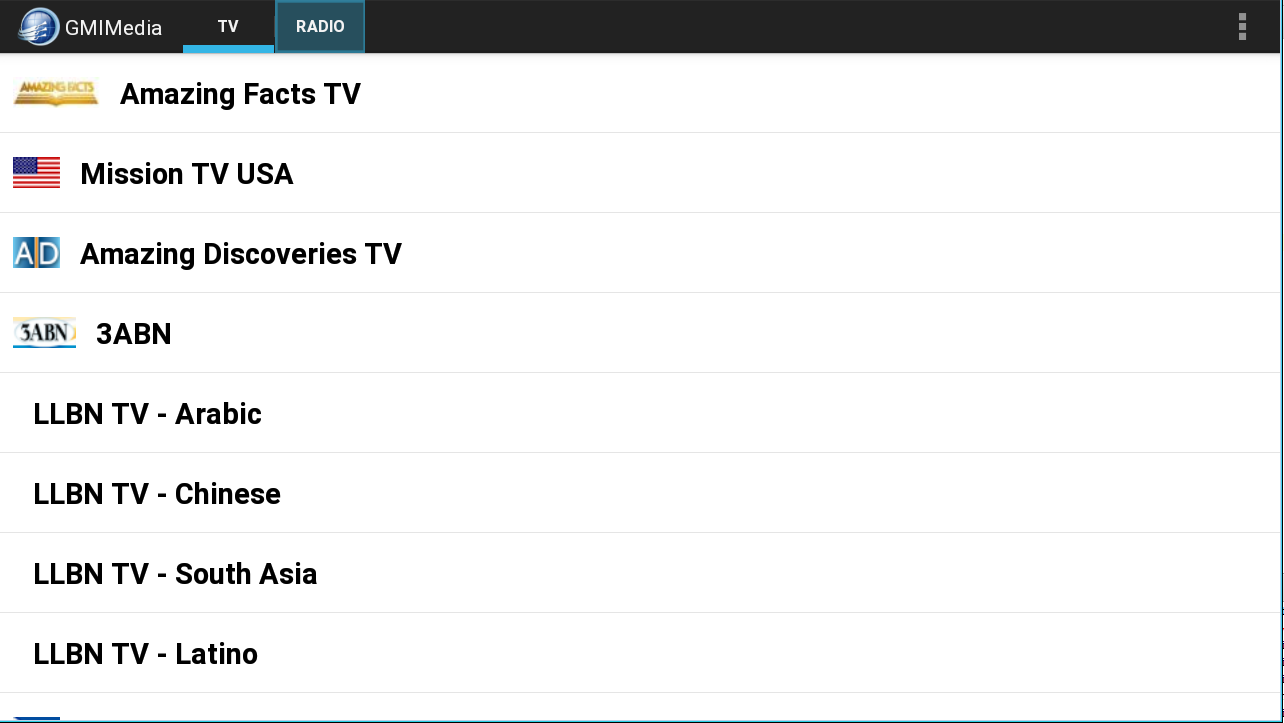 GMIMedia TV RADIO
AMAZING FACTS Amazing Facts TV
Mission TV USA
AD Amazing Discoveries TV
3ABN 3ABN
LLBN TV - Arabic
LLBN TV - Chinese
LLBN TV - South Asia
LLBN TV - Latino